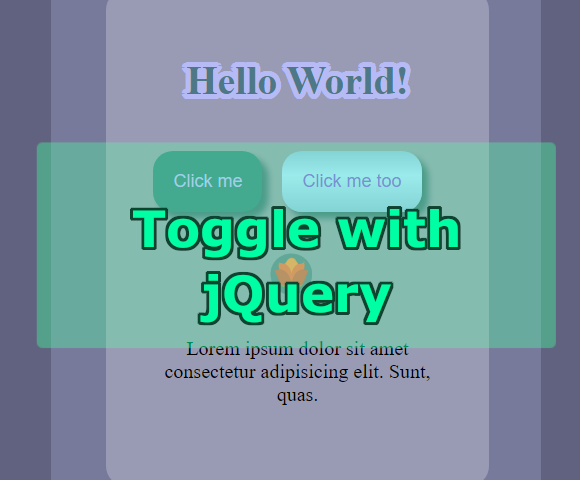 Hello World!
Click me
Click me too
Toggle with
jQuery
Lorem ipsum dolor sit amet
consectetur adipisicing elit. Sunt,
quas.